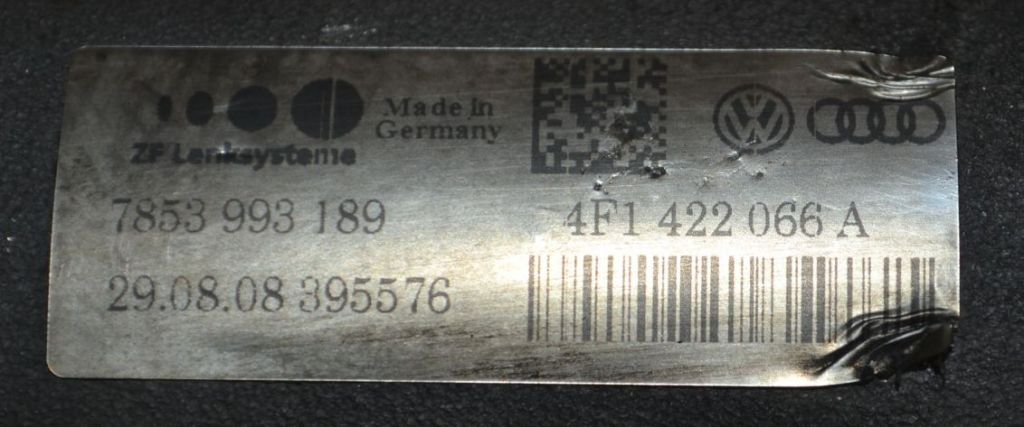 Made In
Germany
ZF Lenksysteme
7853 993 189
4F1 422 066 A
29.08.08 395576